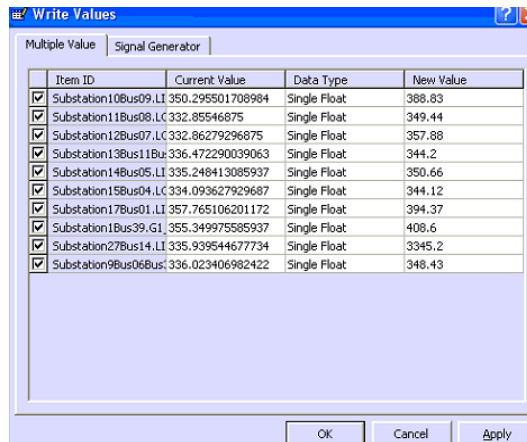 Write Values
Multiple Value Signal Generator
Item ID Current Value Data Type New Value
Substation10Bus09.LI 350.295501708984 Single Float 388.83
Substation11Bus08.LC 332.85546875 Single Float 349.44
Substation12Bus07.LC 332.86279296875 Single Float 357.88
Substation13Bus11Bu 336.472290039063 Single Float 344.2
Substation14Bus05.LI 335.248413085937 Single Float 350.66
Substation15Bus04.LC 334.093627929687 Single Float 344.12
Substation17Bus01.LI 357.765106201172 Single Float 394.37
Substation1Bus39.G1_ 355.349975585937 Single Float 408.6
Substation27Bus14.LI 335.939544677734 Single Float 3345.2
Substation9Bus06Bus 336.023406982422 Single Float 348.43
OK Cancel Apply